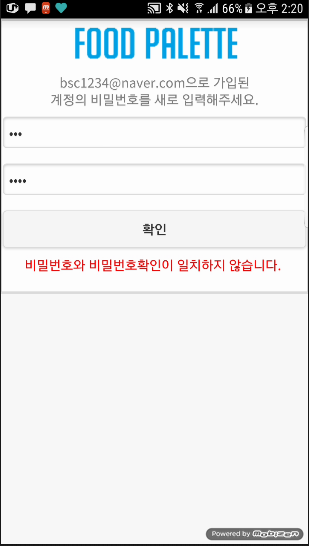 66% 오후 2:20
FOOD PALETTE
bsc1234@naver.com으로 가입된
계정의 비밀번호를 새로 입력해주세요.
•••
••••
확인
비밀번호와 비밀번호확인이 일치하지 않습니다.
Powered by Mobizen